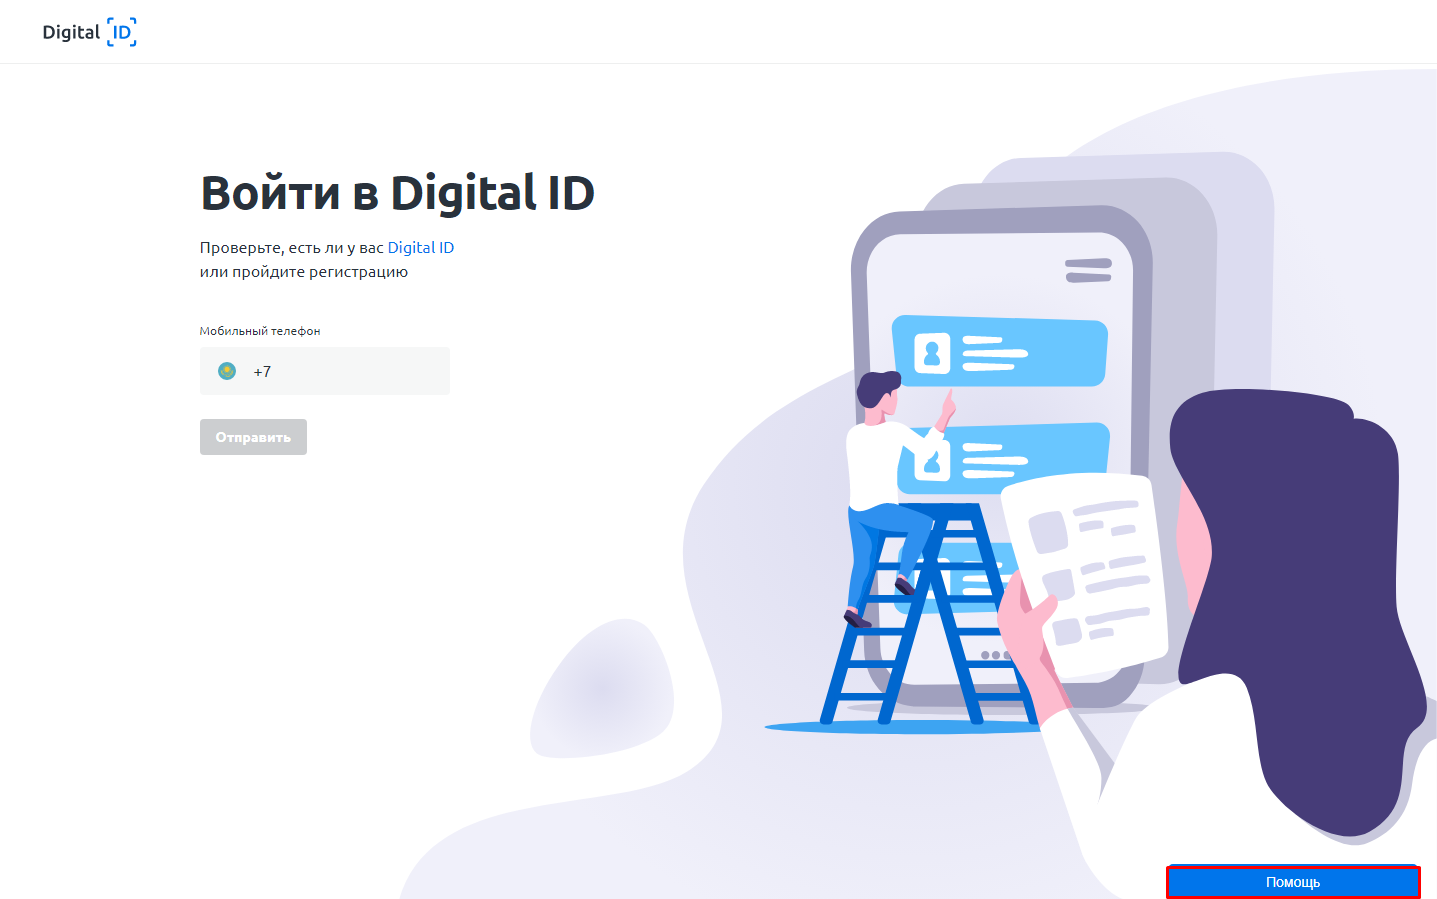 Digital ID
Войти в Digital ID
Проверьте, есть ли у вас Digital ID
или пройдите регистрацию
Мобильный телефон
+7
Отправить
Помощь